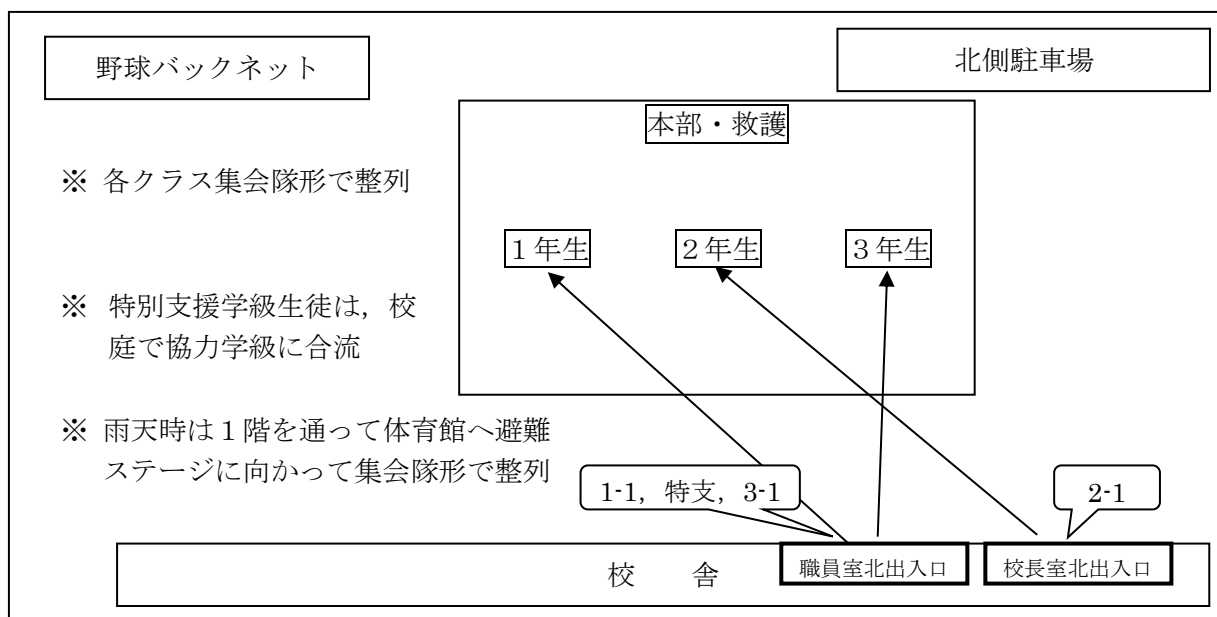 野球バックネット
北側駐車場
本部・救護
※ 各クラス集会隊形で整列
１年生
２年生
３年生
※ 特別支援学級生徒は，校
庭で協力学級に合流
※ 雨天時は１階を通って体育館へ避難
ステージに向かって集会隊形で整列
1-1，特支，3-1
2-1
校　　舎
職員室北出入口
校長室北出入口